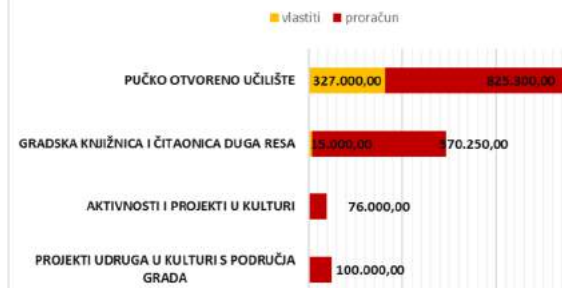 vlastiti proračun
PUČKO OTVORENO UČILIŠTE 327.000,00 825.300,00
GRADSKA KNJIŽNICA I ČITAONICA DUGA RESA 15.000,00 570.250,00
AKTIVNOSTI I PROJEKTI U KULTURI 76.000,00
PROJEKTI UDRUGA U KULTURI S PODRUČJA
GRADA 100.000,00